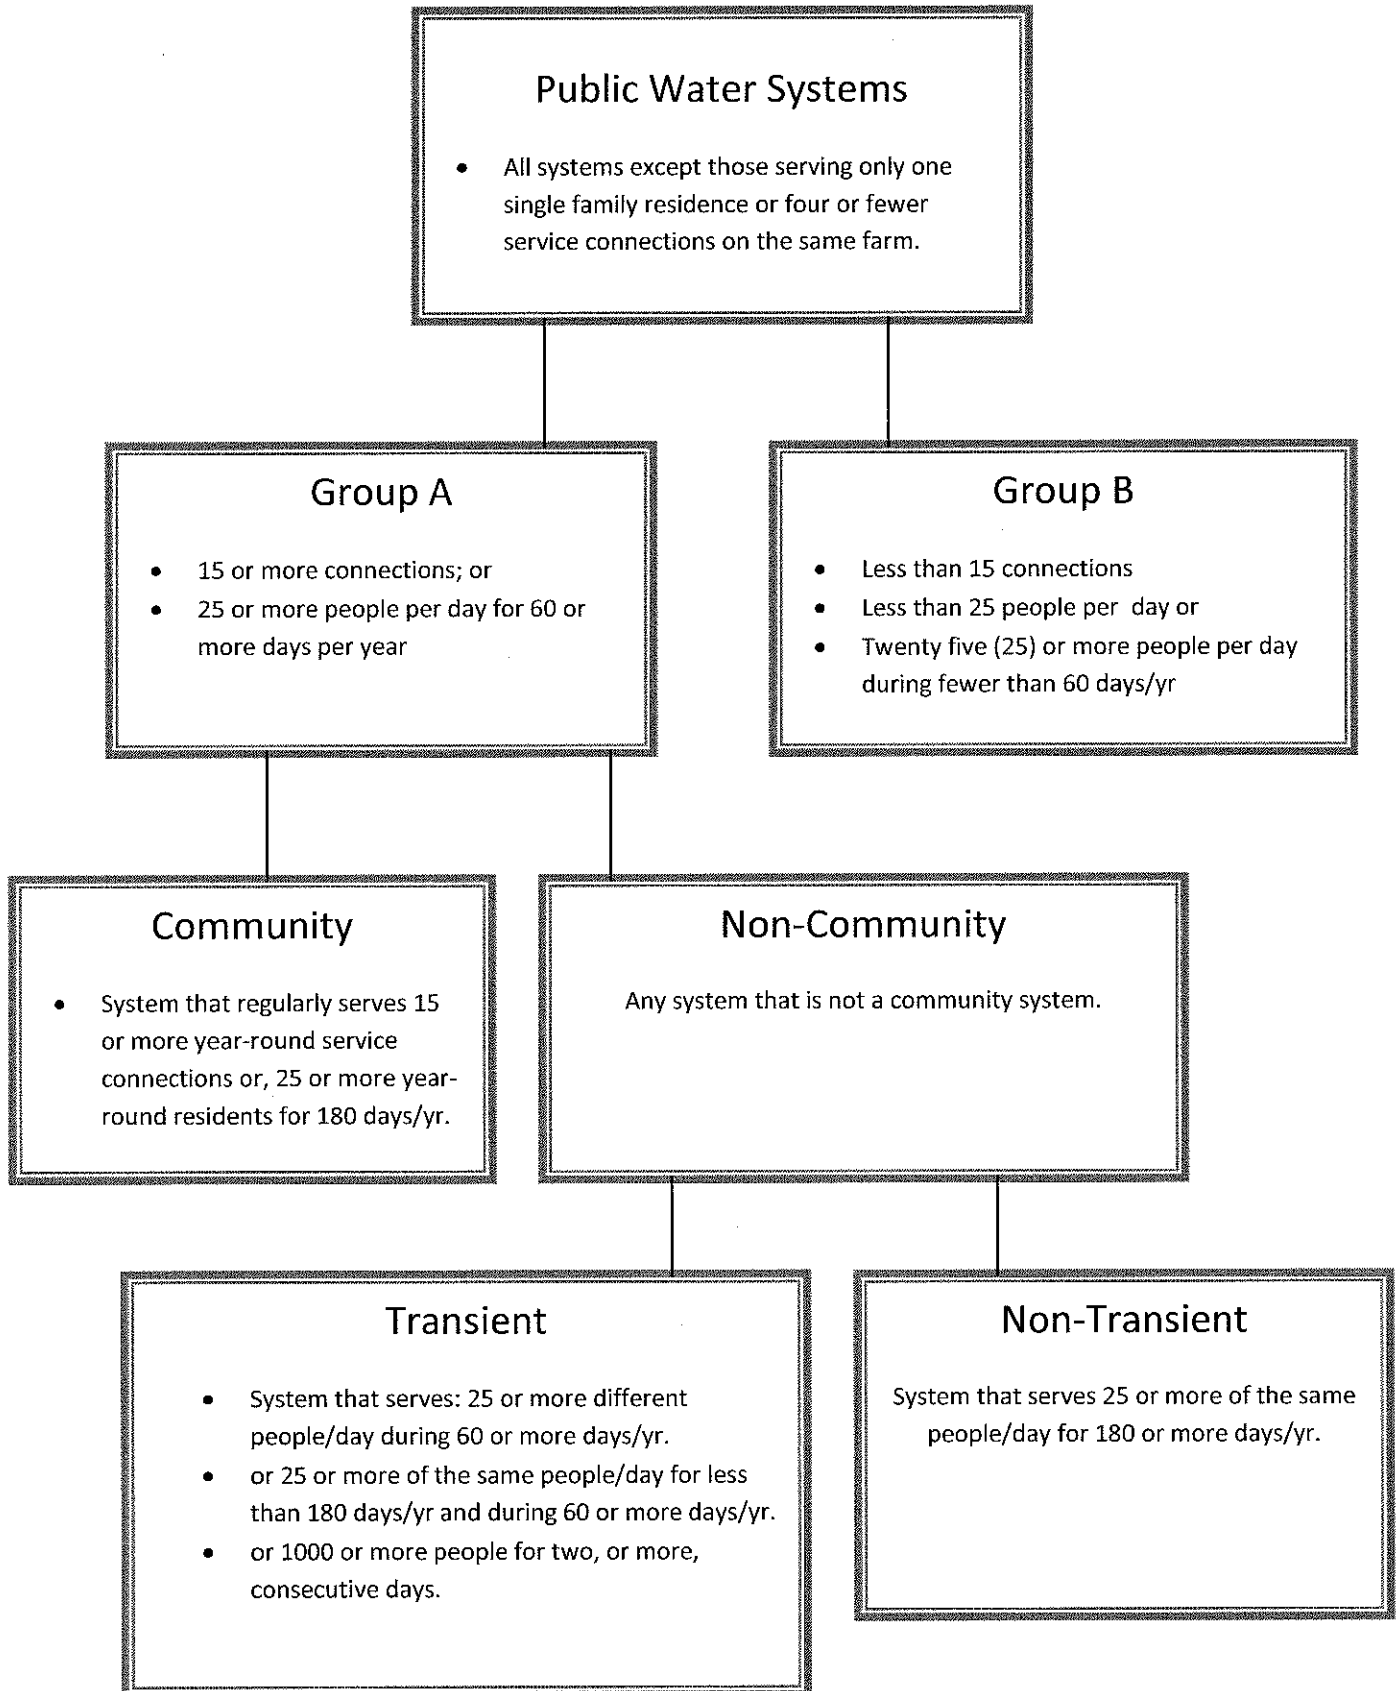 Public Water Systems
• All systems except those serving only one
single family residence or four or fewer
service connections on the same farm.
Group A
• 15 or more connections; or
• 25 or more people per day for 60 or
more days per year
Group B
• Less than 15 connections
• Less than 25 people per day or
• Twenty five (25) or more people per day
during fewer than 60 days/yr
Community
• System that regularly serves 15
or more year-round service
connections or, 25 or more year-
round residents for 180 days/yr.
Non-Community
Any system that is not a community system.
Transient
• System that serves: 25 or more different
people/day during 60 or more days/yr.
• or 25 or more of the same people/day for less
than 180 days/yr and during 60 or more days/yr.
• or 1000 or more people for two, or more,
consecutive days.
Non-Transient
System that serves 25 or more of the same
people/day for 180 or more days/yr.